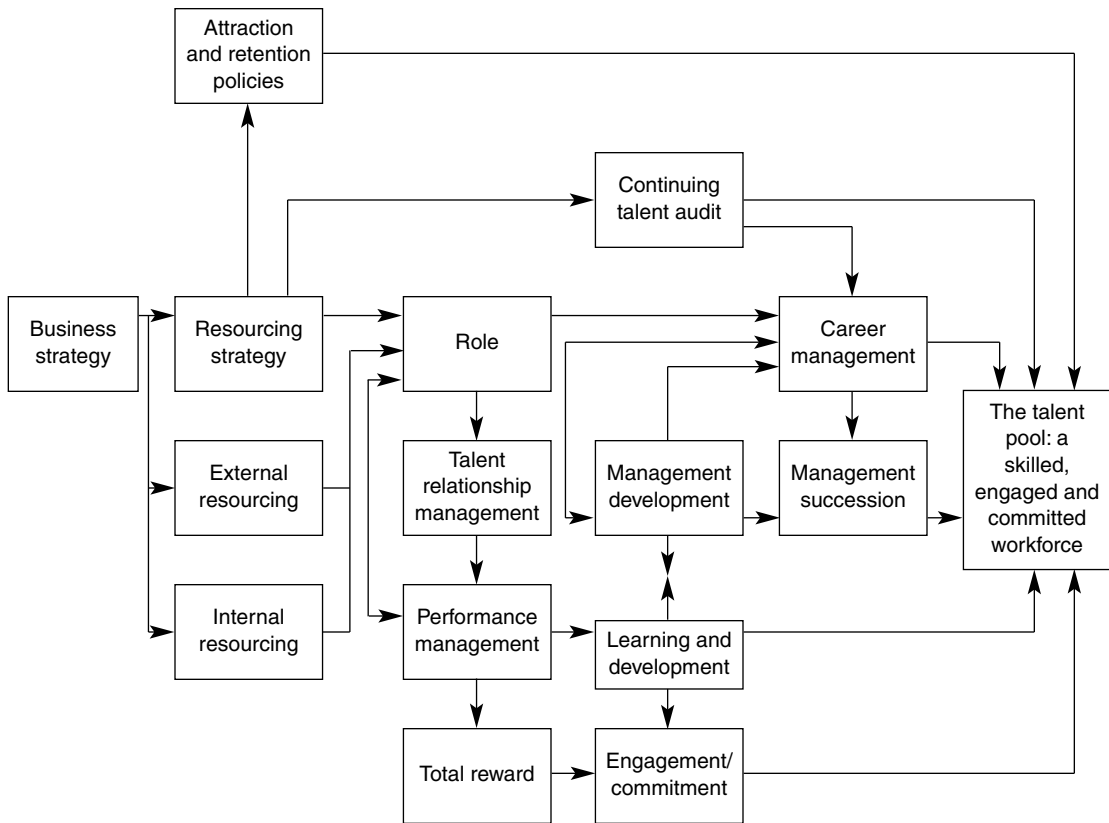 Attraction
and retention
policies
Continuing
talent audit
Business
strategy
Resourcing
strategy
Role
Career
management
The talent
pool: a
skilled,
engaged and
committed
workforce
External
resourcing
Talent
relationship
management
Management
development
Management
succession
Internal
resourcing
Performance
management
Learning and
development
Total reward
Engagement/
commitment